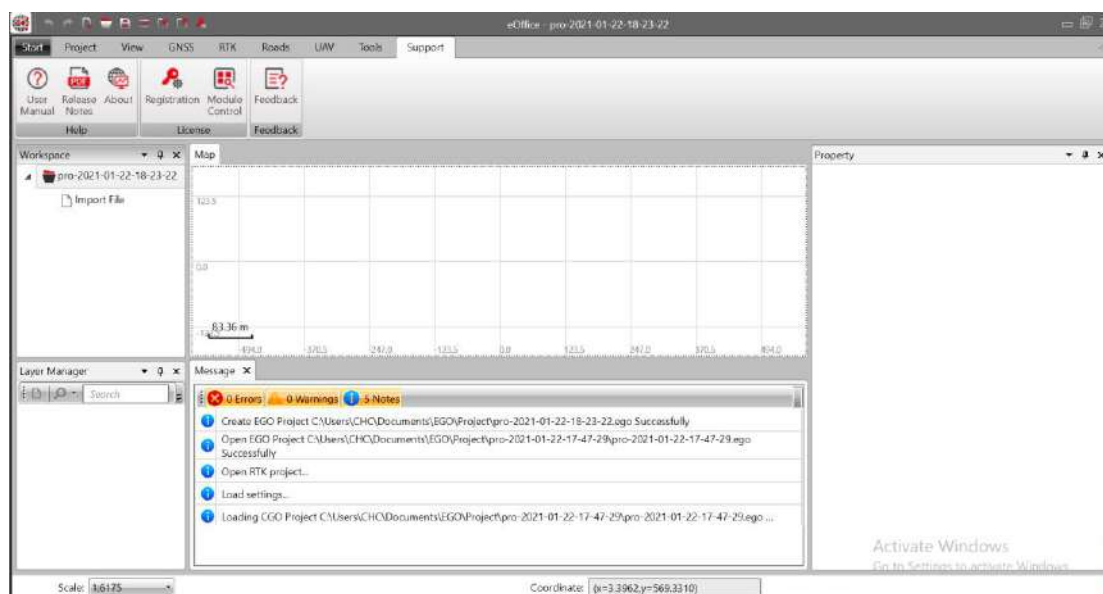 eOffice - pro-2021-01-22-18-23-22
Start Project View GNSS RTK Roads UAV Tools Support
User Manual Release Notes About Registration Module Control Feedback
Help License Feedback
Workspace
pro-2021-01-22-18-23-22
Import File
Map
123.5
0.0
83.36 m
-494.0 -370.5 -247.0 -123.5 0.0 123.5 247.0 370.5 494.0
Property
Layer Manager
Search
Message
0 Errors 0 Warnings 5 Notes
Create EGO Project C:\Users\CHC\Documents\EGO\Project\pro-2021-01-22-18-23-22.ego Successfully
Open EGO Project C:\Users\CHC\Documents\EGO\Project\pro-2021-01-22-17-47-29\pro-2021-01-22-17-47-29.ego
Successfully
Open RTK project...
Load settings...
Loading CGO Project C:\Users\CHC\Documents\EGO\Project\pro-2021-01-22-17-47-29\pro-2021-01-22-17-47-29.ego ...
Activate Windows
Go to Settings to activate Windows.
Scale: 1:6175
Coordinate: (x=3.3962,y=569.3310)